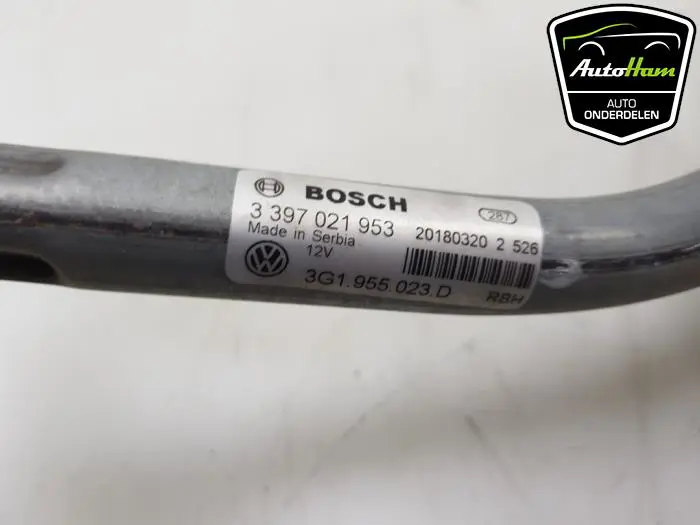 AutoHam
AUTO
ONDERDELEN
BOSCH
287
3 397 021 953
20180320 2 526
Made in Serbia
12V
3G1.955.023.D
RBH